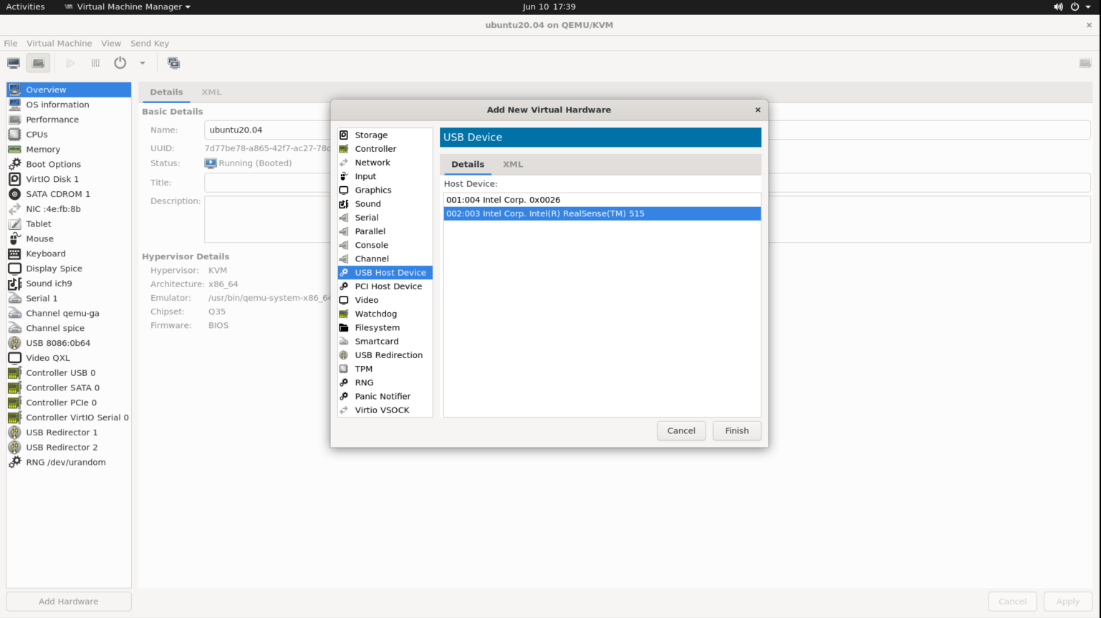 Activities Virtual Machine Manager Jun 10 17:39
ubuntu20.04 on QEMU/KVM
File Virtual Machine View Send Key
Overview
OS information
Performance
CPUs
Memory
Boot Options
VirtIO Disk 1
SATA CDROM 1
NIC :4e:fb:8b
Tablet
Mouse
Keyboard
Display Spice
Sound ich9
Serial 1
Channel qemu-ga
Channel spice
USB 8086:0b64
Video QXL
Controller USB 0
Controller SATA 0
Controller PCIe 0
Controller VirtIO Serial 0
USB Redirector 1
USB Redirector 2
RNG /dev/urandom
Add Hardware
Details XML
Basic Details
Name: ubuntu20.04
UUID: 7d77be78-a865-42f7-ac27-78
Status: Running (Booted)
Title:
Description:
Hypervisor Details
Hypervisor: KVM
Architecture: x86_64
Emulator: /usr/bin/qemu-system-x86_64
Chipset: Q35
Firmware: BIOS
Add New Virtual Hardware
Storage
Controller
Network
Input
Graphics
Sound
Serial
Parallel
Console
Channel
USB Host Device
PCI Host Device
Video
Watchdog
Filesystem
Smartcard
USB Redirection
TPM
RNG
Panic Notifier
Virtio VSOCK
USB Device
Details XML
Host Device:
001:004 Intel Corp. 0x0026
002:003 Intel Corp. Intel(R) RealSense(TM) 515
Cancel Finish
Cancel Apply